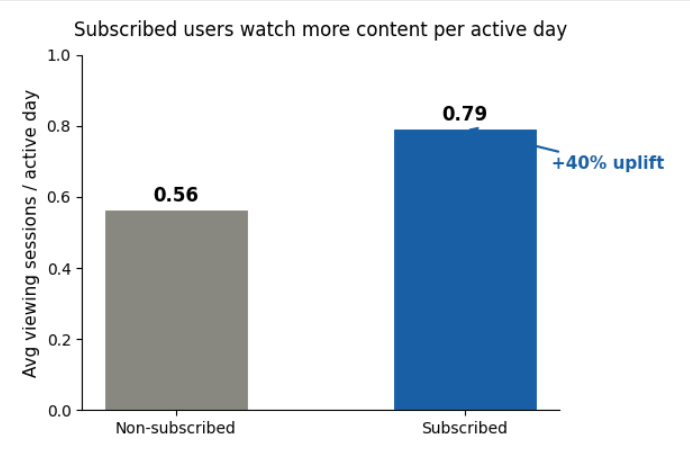 Subscribed users watch more content per active day
Avg viewing sessions / active day
1.0
0.8
0.6
0.4
0.2
0.0
0.56
0.79
+40% uplift
Non-subscribed
Subscribed